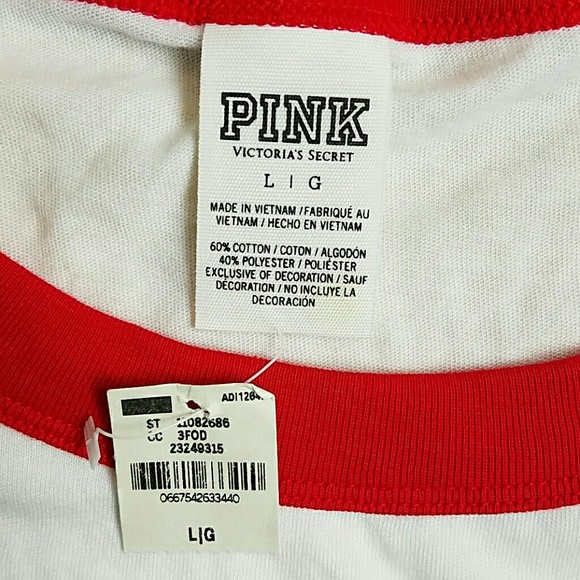 PINK
VICTORIA'S SECRET
L | G
MADE IN VIETNAM / FABRIQUÉ AU
VIETNAM / HECHO EN VIETNAM
60% COTTON / COTON / ALGODÓN
40% POLYESTER / POLIÉSTER
EXCLUSIVE OF DECORATION / SAUF
DÉCORATION / NO INCLUYE LA
DECORACIÓN
ST 11082686
CC 3FOD
23249315
0667542633440
L|G